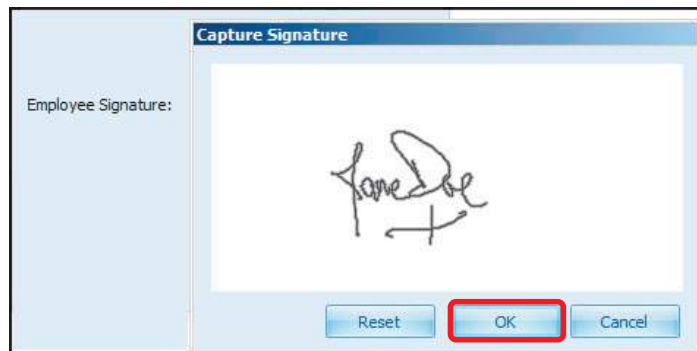 Capture Signature
Employee Signature:
Jane Doe
Reset OK Cancel